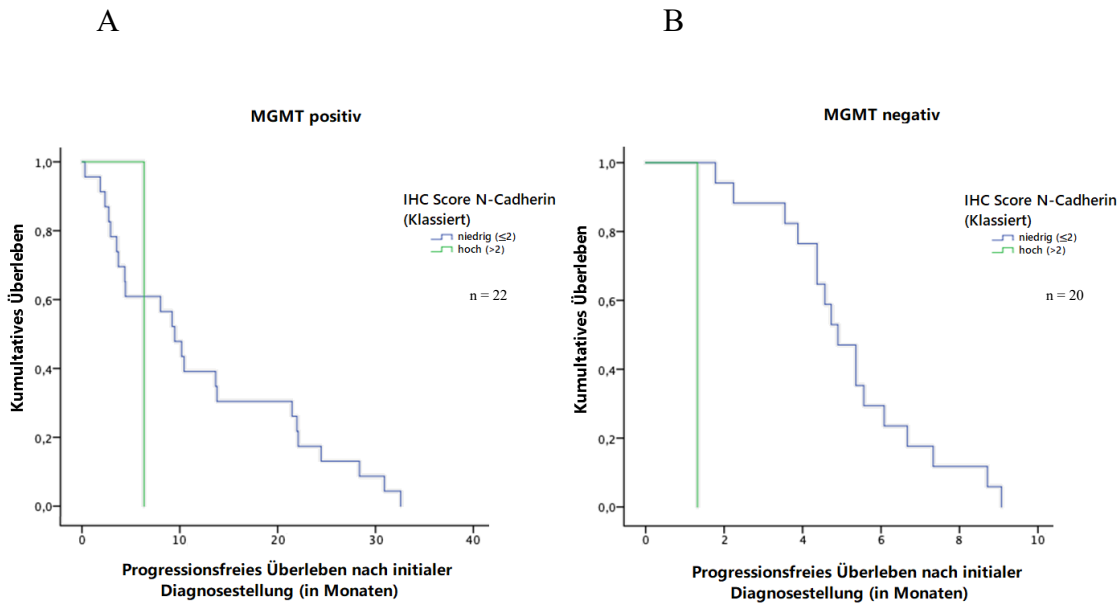 A
MGMT positiv
1,0
0,8
0,6
0,4
0,2
0,0
Kumultatives Überleben
0
10
20
30
40
Progressionsfreies Überleben nach initialer
Diagnosestellung (in Monaten)
IHC Score N-Cadherin
(Klassiert)
niedrig (≤2)
hoch (>2)
n = 22
B
MGMT negativ
1,0
0,8
0,6
0,4
0,2
0,0
Kumultatives Überleben
0
2
4
6
8
10
Progressionsfreies Überleben nach initialer
Diagnosestellung (in Monaten)
IHC Score N-Cadherin
(Klassiert)
niedrig (≤2)
hoch (>2)
n = 20